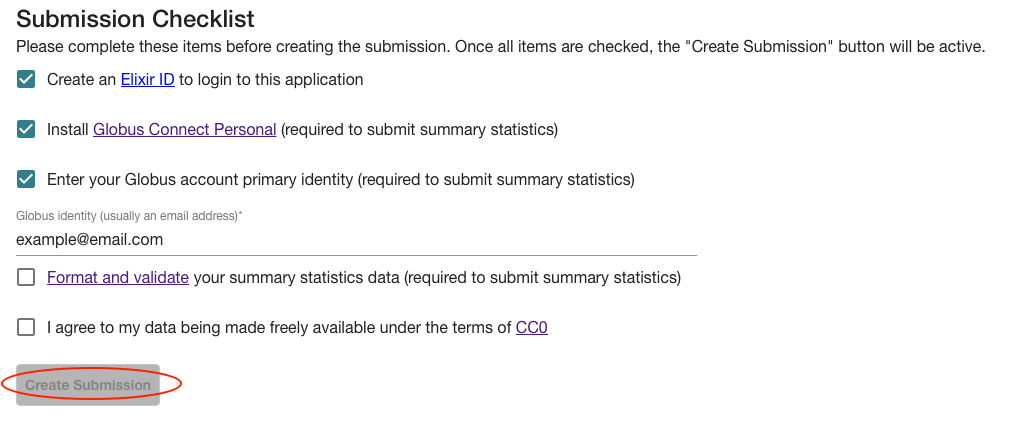 Submission Checklist
Please complete these items before creating the submission. Once all items are checked, the "Create Submission" button will be active.
Create an Elixir ID to login to this application
Install Globus Connect Personal (required to submit summary statistics)
Enter your Globus account primary identity (required to submit summary statistics)
Globus identity (usually an email address)*
example@email.com
Format and validate your summary statistics data (required to submit summary statistics)
I agree to my data being made freely available under the terms of CC0
Create Submission